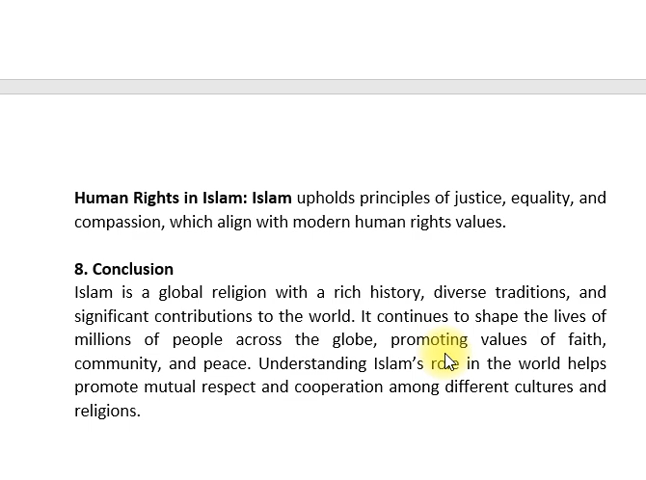 Human Rights in Islam: Islam upholds principles of justice, equality, and
compassion, which align with modern human rights values.
8. Conclusion
Islam is a global religion with a rich history, diverse traditions, and
significant contributions to the world. It continues to shape the lives of
millions of people across the globe, promoting values of faith,
community, and peace. Understanding Islam’s role in the world helps
promote mutual respect and cooperation among different cultures and
religions.